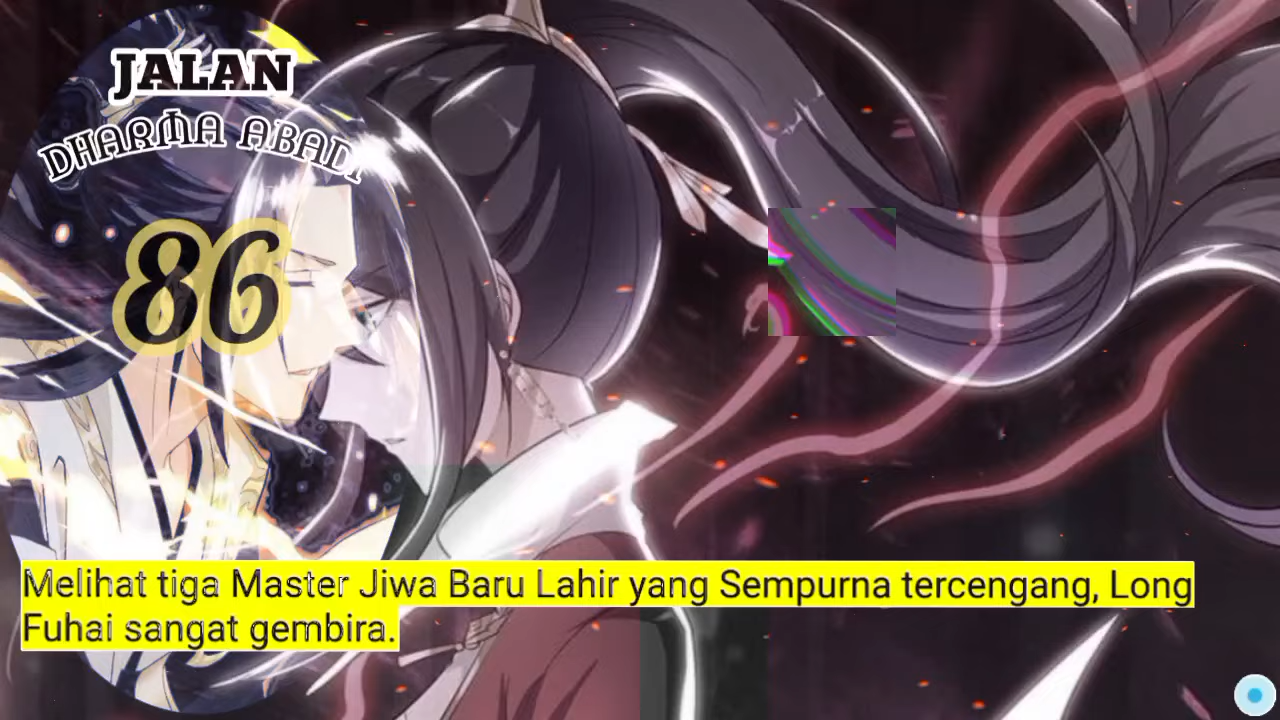 JALAN
DHARMA ABADI
86
Melihat tiga Master Jiwa Baru Lahir yang Sempurna tercengang, Long
Fuhai sangat gembira.